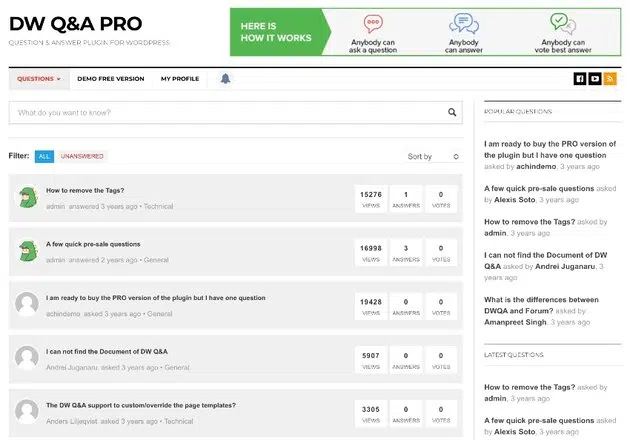 DW Q&A PRO
QUESTION & ANSWER PLUGIN FOR WORDPRESS
HERE IS
HOW IT WORKS
Anybody can
ask a question
Anybody
can answer
Anybody can
vote best answer
QUESTIONS
DEMO FREE VERSION
MY PROFILE
What do you want to know?
Filter:
ALL
UNANSWERED
Sort by
How to remove the Tags?
admin answered 3 years ago • Technical
15276
VIEWS
1
ANSWERS
0
VOTES
A few quick pre-sale questions
admin answered 2 years ago • General
16998
VIEWS
3
ANSWERS
0
VOTES
I am ready to buy the PRO version of the plugin but I have one question
achindemo asked 3 years ago • General
19428
VIEWS
0
ANSWERS
0
VOTES
I can not find the Document of DW Q&A
Andrei Juganaru. asked 3 years ago • General
5907
VIEWS
0
ANSWERS
0
VOTES
The DW Q&A support to custom/override the page templates?
Anders Liljeqvist asked 3 years ago • Technical
3305
VIEWS
0
ANSWERS
0
VOTES
POPULAR QUESTIONS
I am ready to buy the PRO version of
the plugin but I have one question
asked by achindemo, 3 years ago
A few quick pre-sale questions asked
by Alexis Soto, 3 years ago
How to remove the Tags? asked by
admin, 3 years ago
I can not find the Document of DW
Q&A asked by Andrei Juganaru, 3
years ago
What is the differences between
DWQA and Forum? asked by
Amanpreet Singh, 3 years ago
LATEST QUESTIONS
How to remove the Tags? asked by
admin, 3 years ago
A few quick pre-sale questions asked
by Alexis Soto, 3 years ago